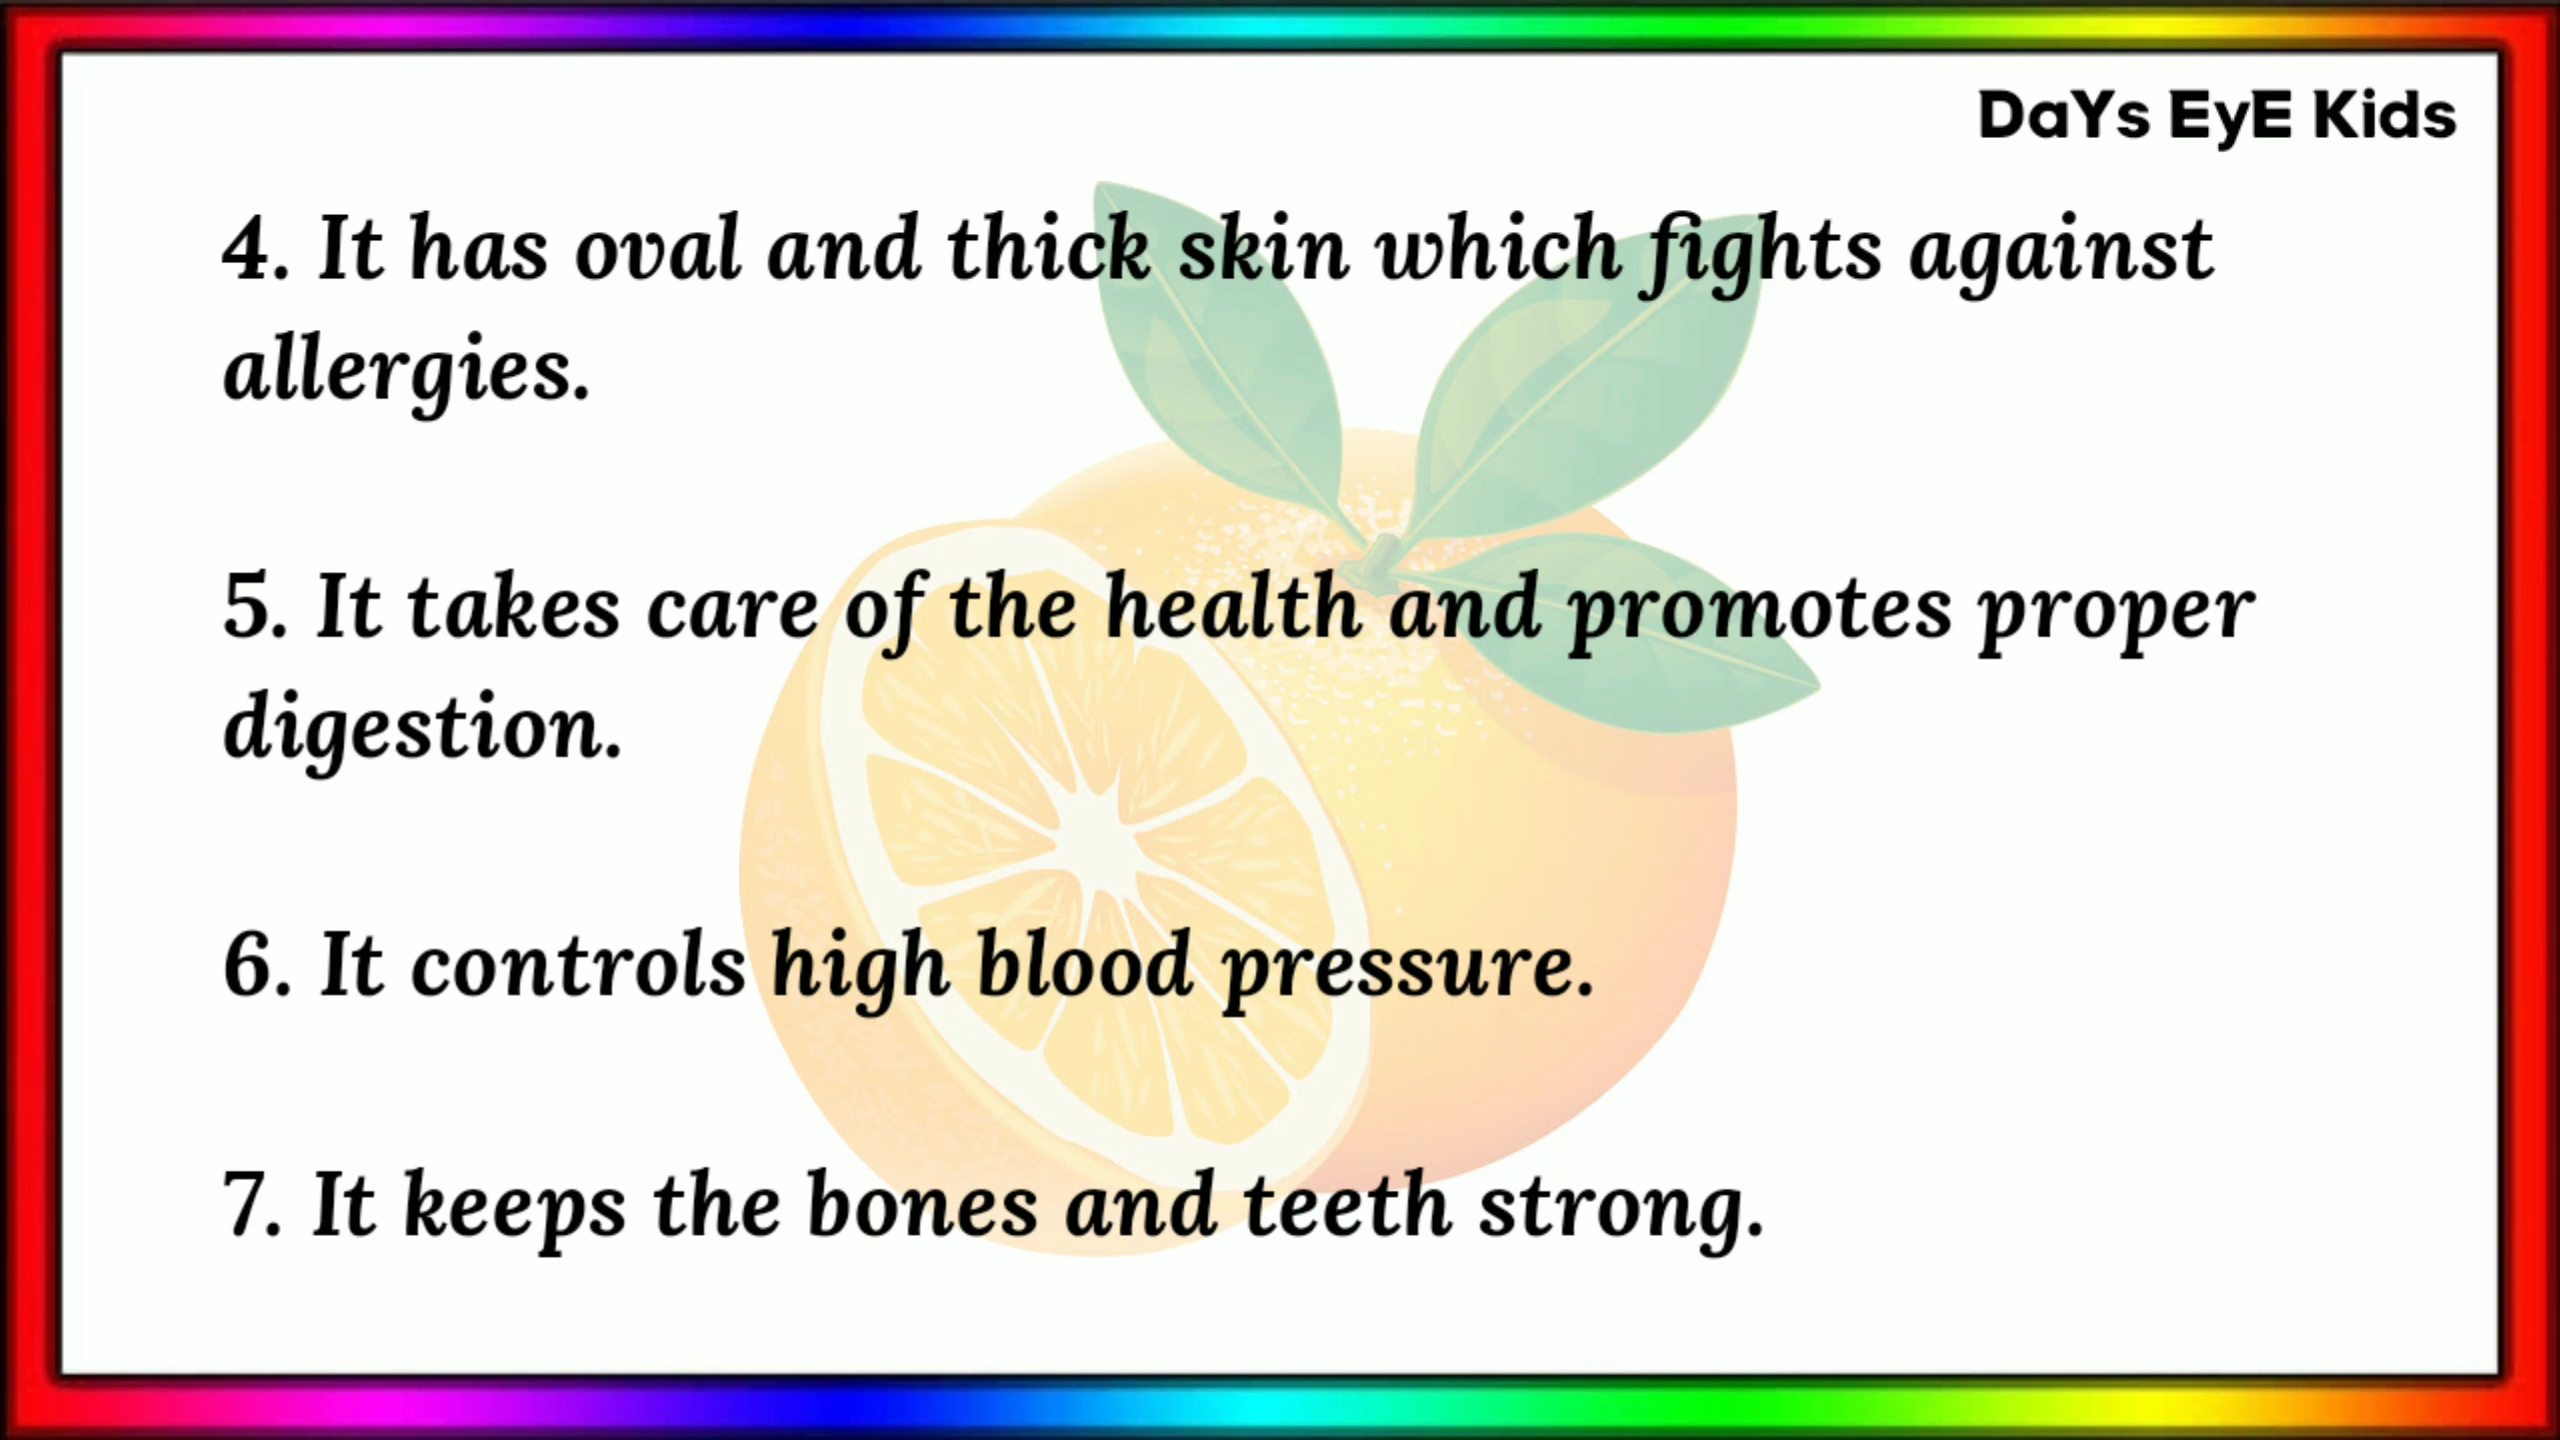 DaYs EyE Kids
4. It has oval and thick skin which fights against
allergies.
5. It takes care of the health and promotes proper
digestion.
6. It controls high blood pressure.
7. It keeps the bones and teeth strong.